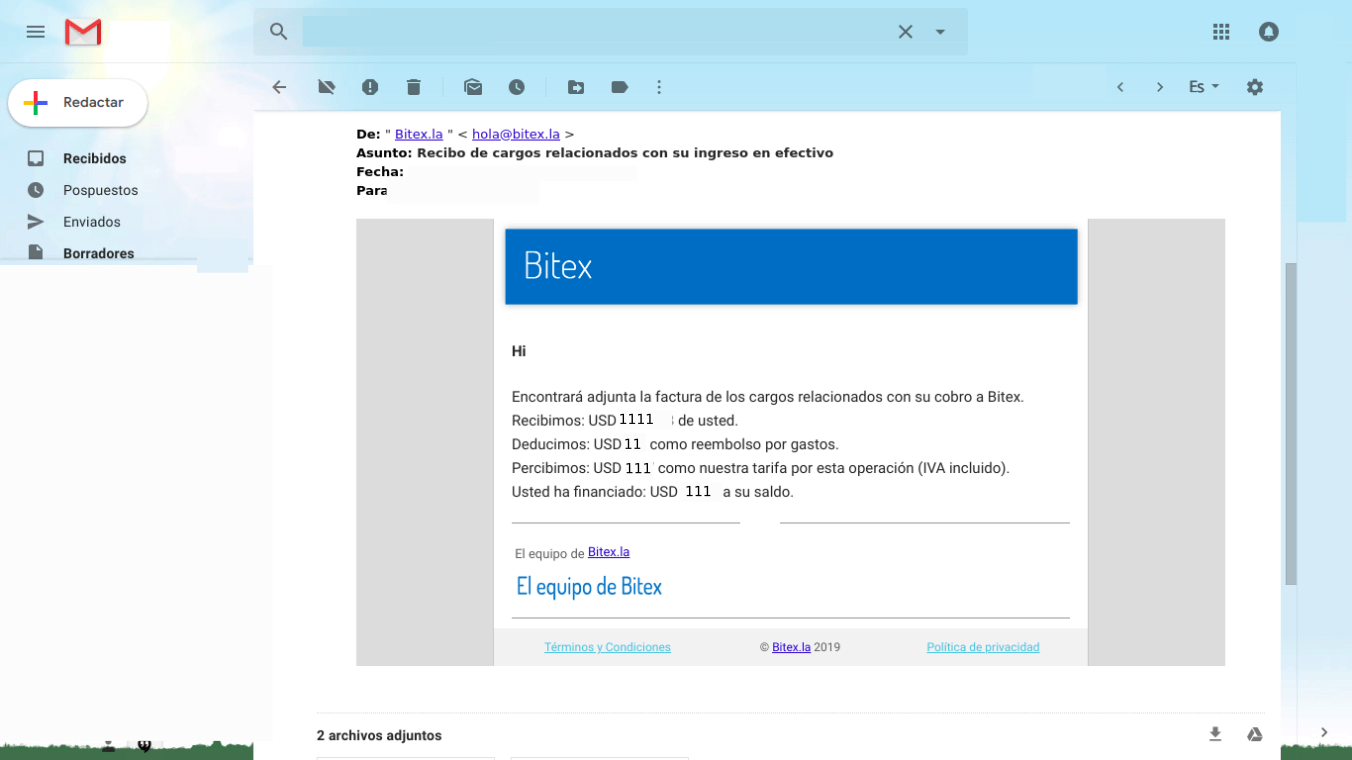 Redactar
Es
Recibidos
Pospuestos
Enviados
Borradores
De: " Bitex.la " < hola@bitex.la >
Asunto: Recibo de cargos relacionados con su ingreso en efectivo
Fecha:
Para
Bitex
Hi
Encontrará adjunta la factura de los cargos relacionados con su cobro a Bitex.
Recibimos: USD 1111 de usted.
Deducimos: USD 11 como reembolso por gastos.
Percibimos: USD 111 como nuestra tarifa por esta operación (IVA incluido).
Usted ha financiado: USD 111 a su saldo.
El equipo de Bitex.la
El equipo de Bitex
Términos y Condiciones © Bitex.la 2019 Política de privacidad
2 archivos adjuntos